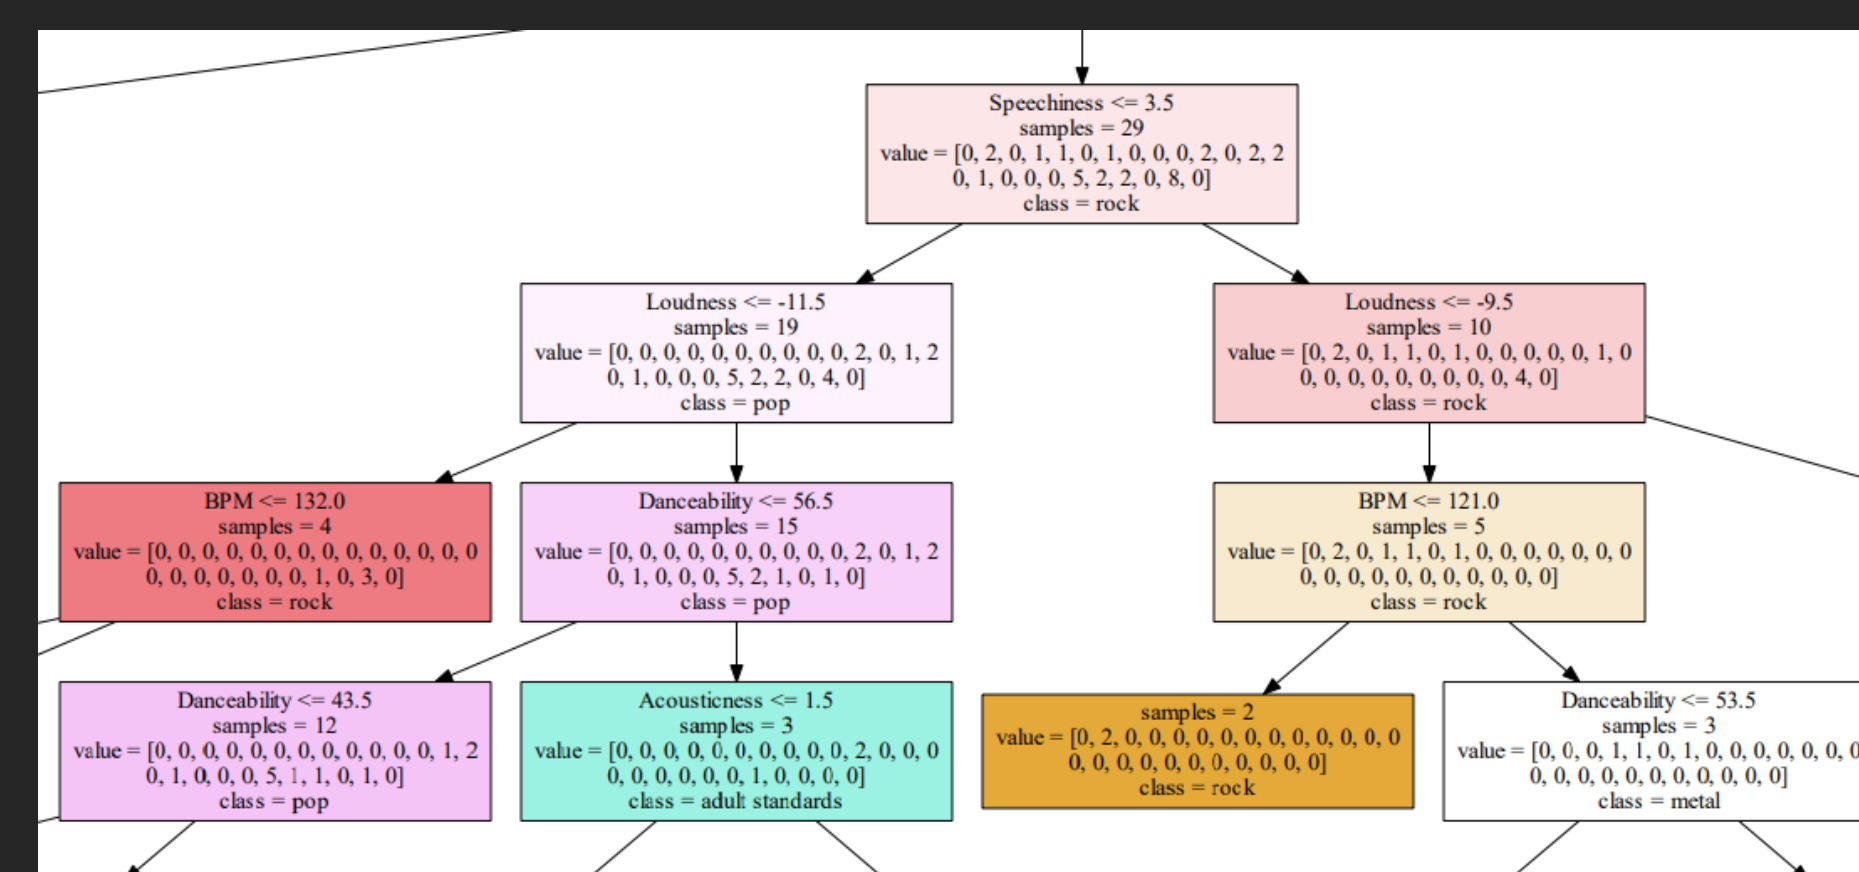 Speechiness <= 3.5
samples = 29
value = [0, 2, 0, 1, 1, 0, 1, 0, 0, 0, 2, 0, 2, 2
0, 1, 0, 0, 0, 5, 2, 2, 0, 8, 0]
class = rock
Loudness <= -11.5
samples = 19
value = [0, 0, 0, 0, 0, 0, 0, 0, 0, 0, 2, 0, 1, 2
0, 1, 0, 0, 0, 5, 2, 2, 0, 4, 0]
class = pop
Loudness <= -9.5
samples = 10
value = [0, 2, 0, 1, 1, 0, 1, 0, 0, 0, 0, 0, 1, 0
0, 0, 0, 0, 0, 0, 0, 0, 0, 4, 0]
class = rock
BPM <= 132.0
samples = 4
value = [0, 0, 0, 0, 0, 0, 0, 0, 0, 0, 0, 0, 0, 0
0, 0, 0, 0, 0, 0, 0, 1, 0, 3, 0]
class = rock
Danceability <= 56.5
samples = 15
value = [0, 0, 0, 0, 0, 0, 0, 0, 0, 0, 2, 0, 1, 2
0, 1, 0, 0, 0, 5, 2, 1, 0, 1, 0]
class = pop
BPM <= 121.0
samples = 5
value = [0, 2, 0, 1, 1, 0, 1, 0, 0, 0, 0, 0, 0, 0
0, 0, 0, 0, 0, 0, 0, 0, 0, 0, 0]
class = rock
Danceability <= 43.5
samples = 12
value = [0, 0, 0, 0, 0, 0, 0, 0, 0, 0, 0, 0, 1, 2
0, 1, 0, 0, 0, 5, 1, 1, 0, 1, 0]
class = pop
Acousticness <= 1.5
samples = 3
value = [0, 0, 0, 0, 0, 0, 0, 0, 0, 0, 2, 0, 0, 0
0, 0, 0, 0, 0, 0, 1, 0, 0, 0, 0]
class = adult standards
samples = 2
value = [0, 2, 0, 0, 0, 0, 0, 0, 0, 0, 0, 0, 0, 0
0, 0, 0, 0, 0, 0, 0, 0, 0, 0, 0]
class = rock
Danceability <= 53.5
samples = 3
value = [0, 0, 0, 1, 1, 0, 1, 0, 0, 0, 0, 0, 0, 0
0, 0, 0, 0, 0, 0, 0, 0, 0, 0, 0]
class = metal